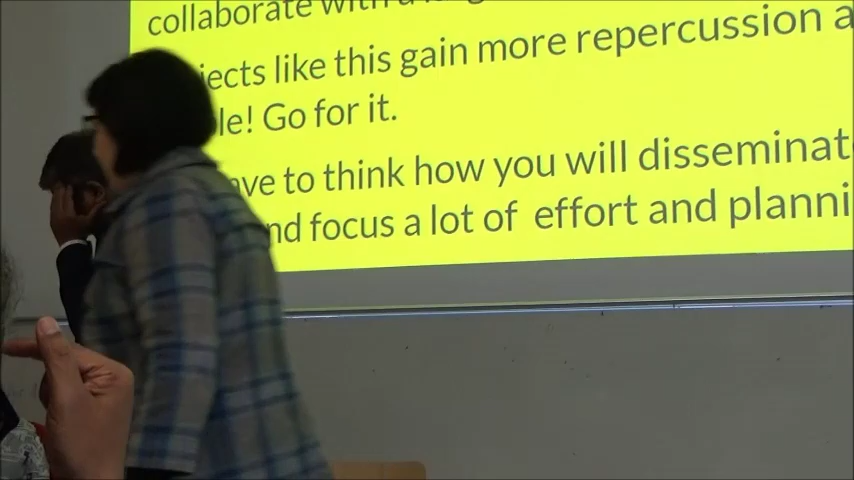 collaborate with a
jects like this gain more repercussion a
le! Go for it.
ave to think how you will disseminat
nd focus a lot of effort and planni